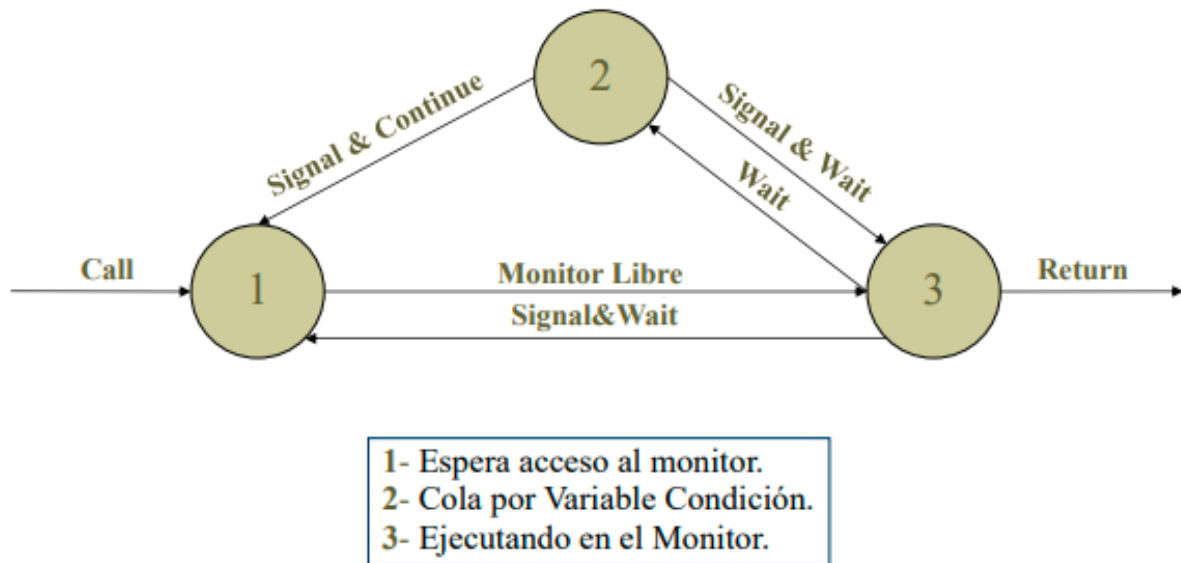 2
Signal & Continue
Signal & Wait
Wait
Call
1
Monitor Libre
Signal&Wait
3
Return
1- Espera acceso al monitor.
2- Cola por Variable Condición.
3- Ejecutando en el Monitor.